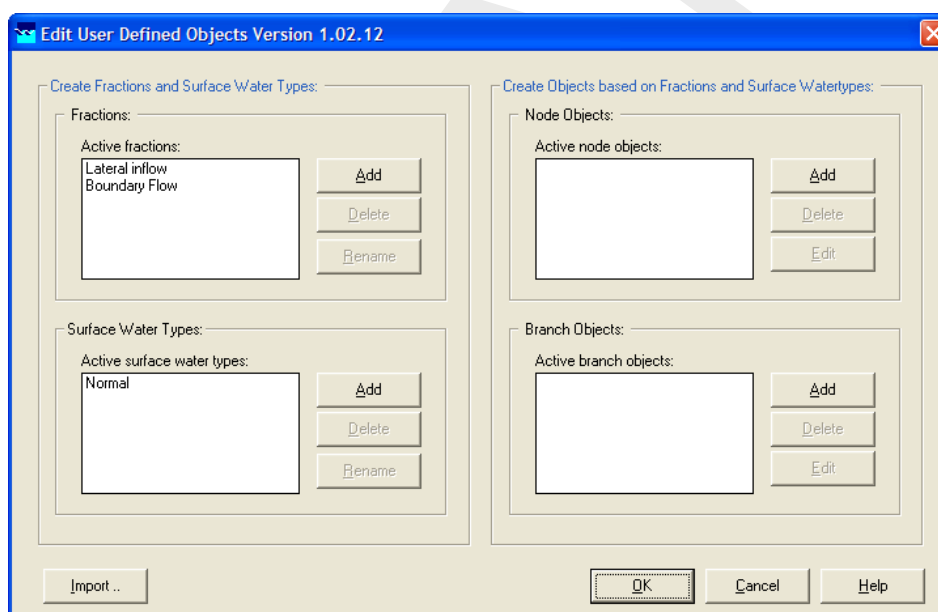 Edit User Defined Objects Version 1.02.12
Create Fractions and Surface Water Types:
Fractions:
Active fractions:
Lateral inflow
Boundary Flow
Add
Delete
Rename
Surface Water Types:
Active surface water types:
Normal
Add
Delete
Rename
Create Objects based on Fractions and Surface Watertypes:
Node Objects:
Active node objects:
Add
Delete
Edit
Branch Objects:
Active branch objects:
Add
Delete
Edit
Import ..
OK
Cancel
Help